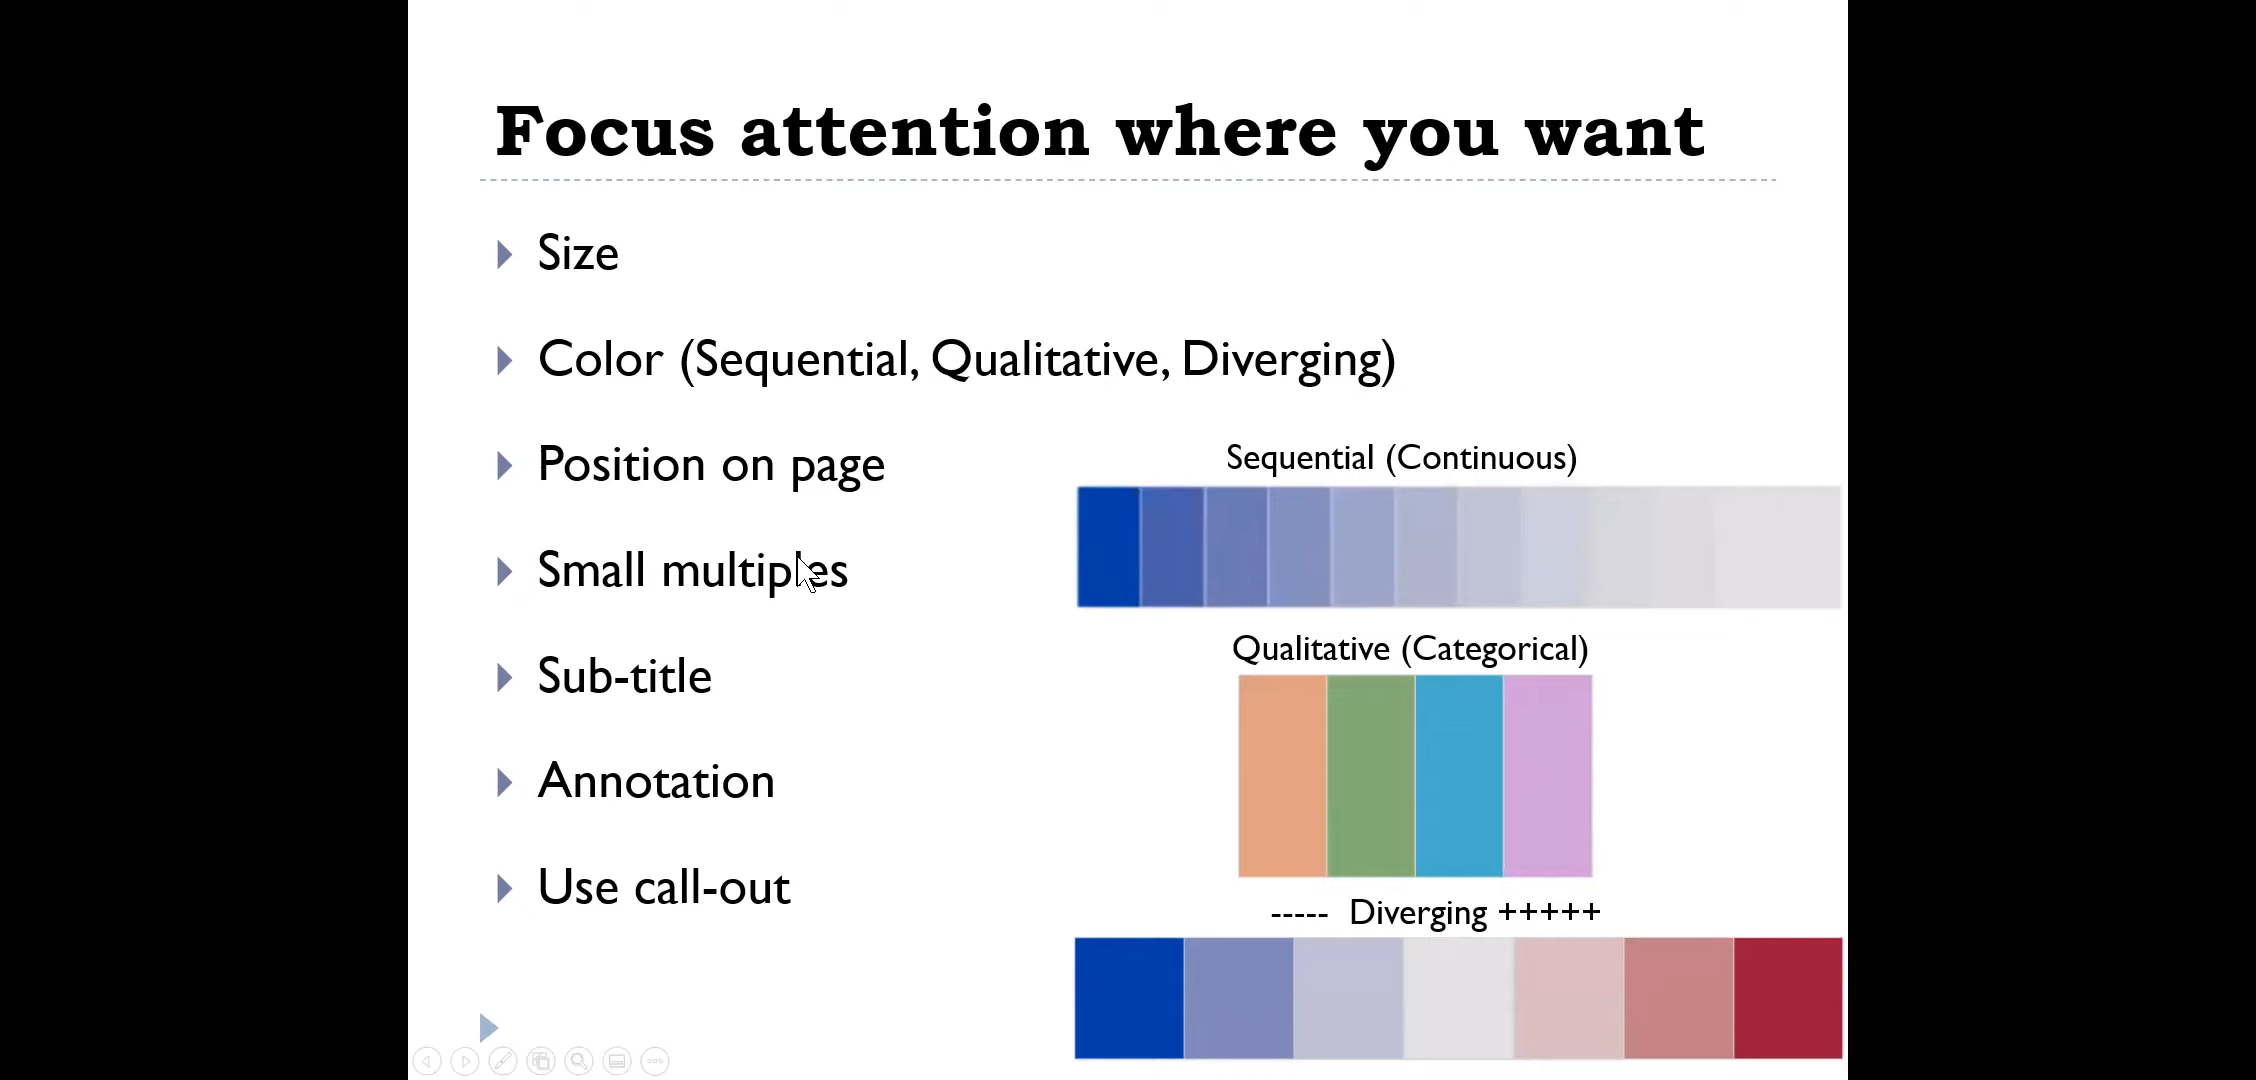 Focus attention where you want
Size
Color (Sequential, Qualitative, Diverging)
Position on page
Small multiples
Sub-title
Annotation
Use call-out
Sequential (Continuous)
Qualitative (Categorical)
----- Diverging +++++